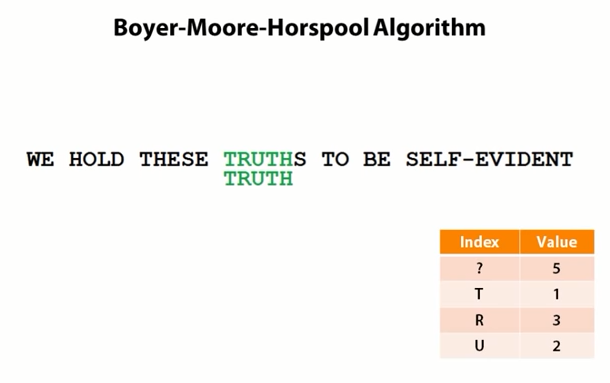 Boyer-Moore-Horspool Algorithm
WE HOLD THESE TRUTHS TO BE SELF-EVIDENT
TRUTH
Index Value
? 5
T 1
R 3
U 2